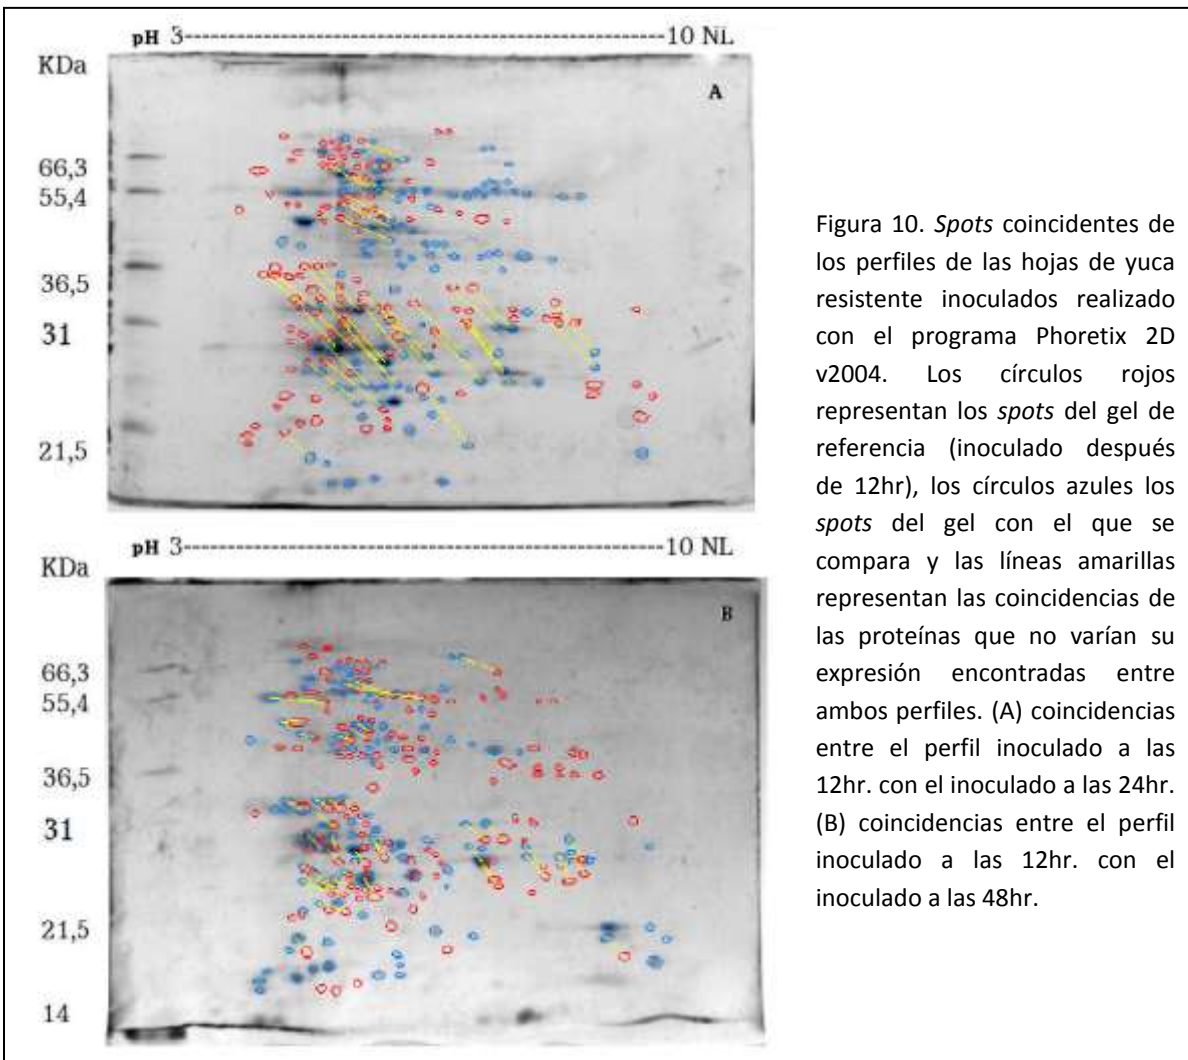 pH 3-------------------------------------------------10 NL
KDa
A
66,3
55,4
36,5
31
21,5
pH 3-------------------------------------------------10 NL
KDa
B
66,3
55,4
36,5
31
21,5
14
Figura 10. Spots coincidentes de
los perfiles de las hojas de yuca
resistente inoculados realizado
con el programa Phoretix 2D
v2004. Los círculos rojos
representan los spots del gel de
referencia (inoculado después
de 12hr), los círculos azules los
spots del gel con el que se
compara y las líneas amarillas
representan las coincidencias de
las proteínas que no varían su
expresión encontradas entre
ambos perfiles. (A) coincidencias
entre el perfil inoculado a las
12hr. con el inoculado a las 24hr.
(B) coincidencias entre el perfil
inoculado a las 12hr. con el
inoculado a las 48hr.